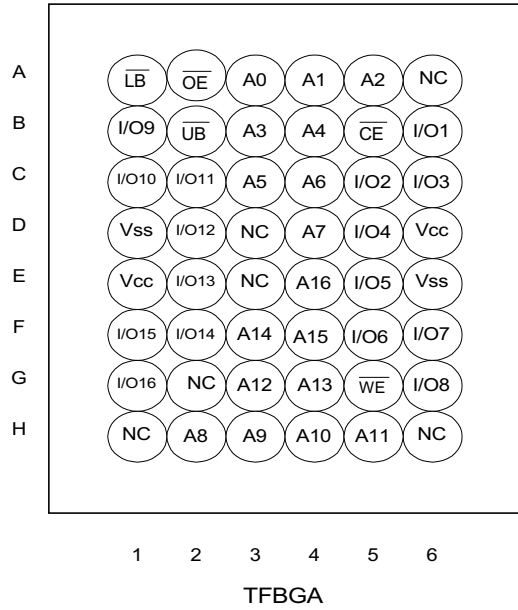 A LB OE A0 A1 A2 NC
B I/O9 UB A3 A4 CE I/O1
C I/O10 I/O11 A5 A6 I/O2 I/O3
D Vss I/O12 NC A7 I/O4 Vcc
E Vcc I/O13 NC A16 I/O5 Vss
F I/O15 I/O14 A14 A15 I/O6 I/O7
G I/O16 NC A12 A13 WE I/O8
H NC A8 A9 A10 A11 NC
1 2 3 4 5 6
TFBGA